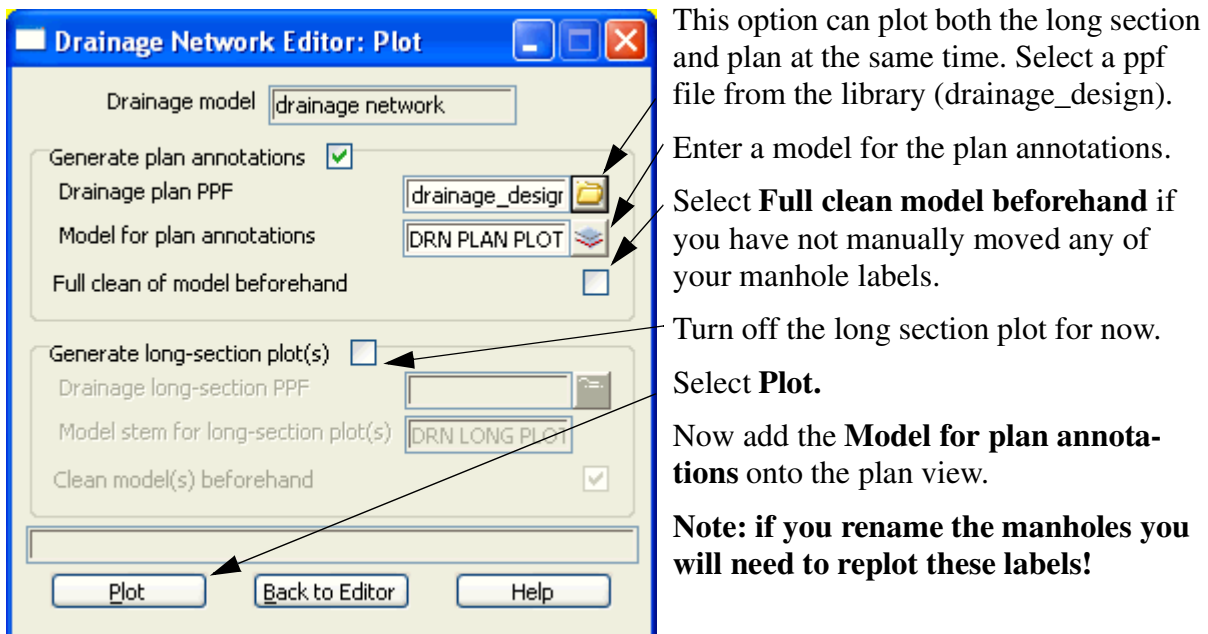 Drainage Network Editor: Plot
Drainage model drainage network
Generate plan annotations
Drainage plan PPF drainage_design
Model for plan annotations DRN PLAN PLOT
Full clean of model beforehand
Generate long-section plot(s)
Drainage long-section PPF
Model stem for long-section plot(s) DRN LONG PLOT
Clean model(s) beforehand
Plot Back to Editor Help
This option can plot both the long section
and plan at the same time. Select a ppf
file from the library (drainage_design).
Enter a model for the plan annotations.
Select Full clean model beforehand if
you have not manually moved any of
your manhole labels.
Turn off the long section plot for now.
Select Plot.
Now add the Model for plan annota-
tions onto the plan view.
Note: if you rename the manholes you
will need to replot these labels!